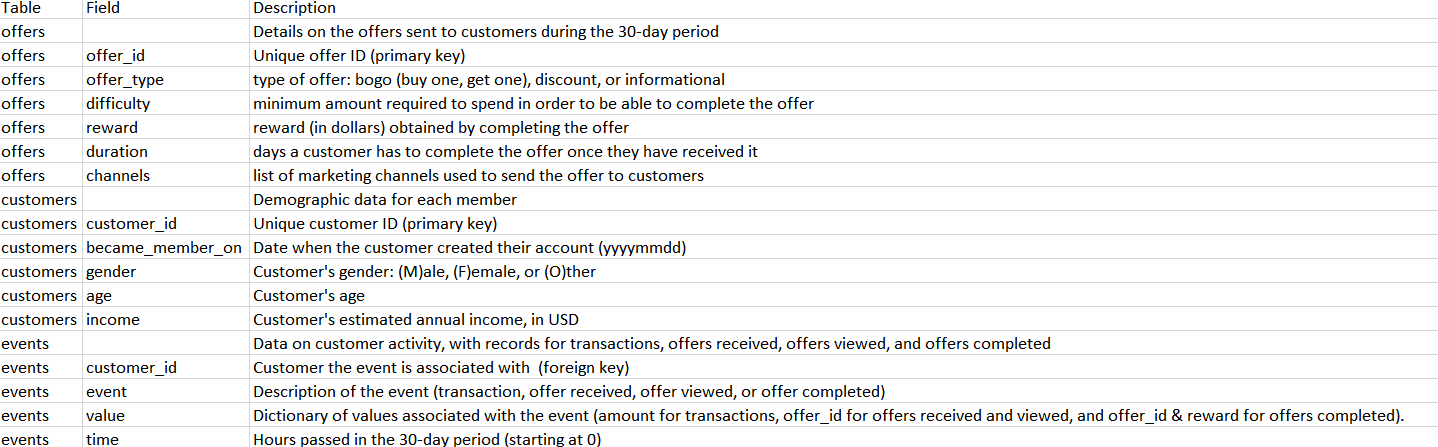 Table Field Description
offers Details on the offers sent to customers during the 30-day period
offers offer_id Unique offer ID (primary key)
offers offer_type type of offer: bogo (buy one, get one), discount, or informational
offers difficulty minimum amount required to spend in order to be able to complete the offer
offers reward reward (in dollars) obtained by completing the offer
offers duration days a customer has to complete the offer once they have received it
offers channels list of marketing channels used to send the offer to customers
customers Demographic data for each member
customers customer_id Unique customer ID (primary key)
customers became_member_on Date when the customer created their account (yyyymmdd)
customers gender Customer's gender: (M)ale, (F)emale, or (O)ther
customers age Customer's age
customers income Customer's estimated annual income, in USD
events Data on customer activity, with records for transactions, offers received, offers viewed, and offers completed
events customer_id Customer the event is associated with (foreign key)
events event Description of the event (transaction, offer received, offer viewed, or offer completed)
events value Dictionary of values associated with the event (amount for transactions, offer_id for offers received and viewed, and offer_id & reward for offers completed).
events time Hours passed in the 30-day period (starting at 0)